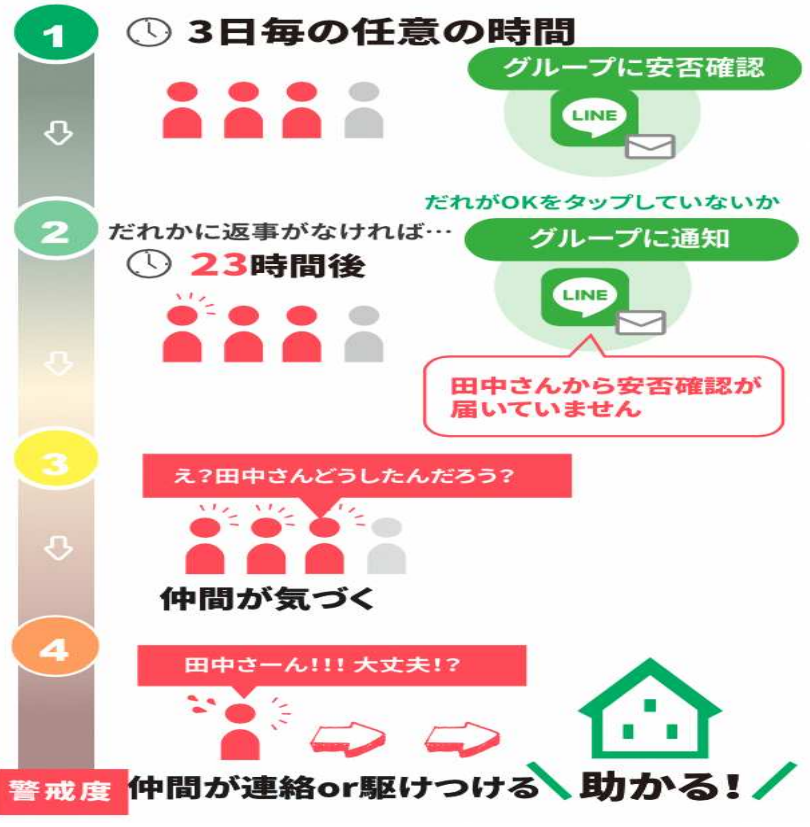 1
3日毎の任意の時間
グループに安否確認
LINE
だれがOKをタップしていないか
2
だれかに返事がなければ…
グループに通知
23時間後
LINE
田中さんから安否確認が
届いていません
3
え?田中さんどうしたんだろう?
仲間が気づく
4
田中さーん!!! 大丈夫!?
警戒度
仲間が連絡or駆けつける
助かる!